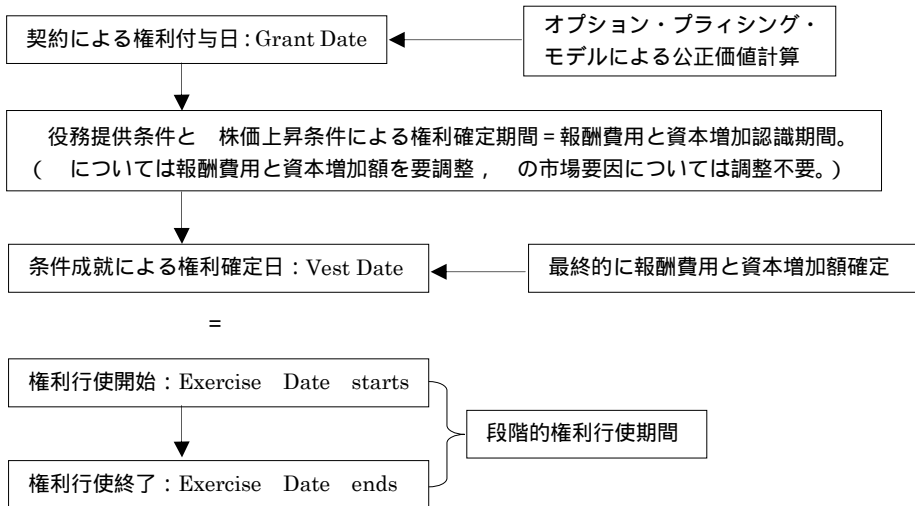 契約による権利付与日：Grant Date
オプション・プライシング・
モデルによる公正価値計算
役務提供条件と　株価上昇条件による権利確定期間＝報酬費用と資本増加認識期間。
(　については報酬費用と資本増加額を要調整，　の市場要因については調整不要。)
条件成就による権利確定日：Vest Date
最終的に報酬費用と資本増加額確定
=
権利行使開始：Exercise　Date　starts
段階的権利行使期間
権利行使終了：Exercise　Date　ends